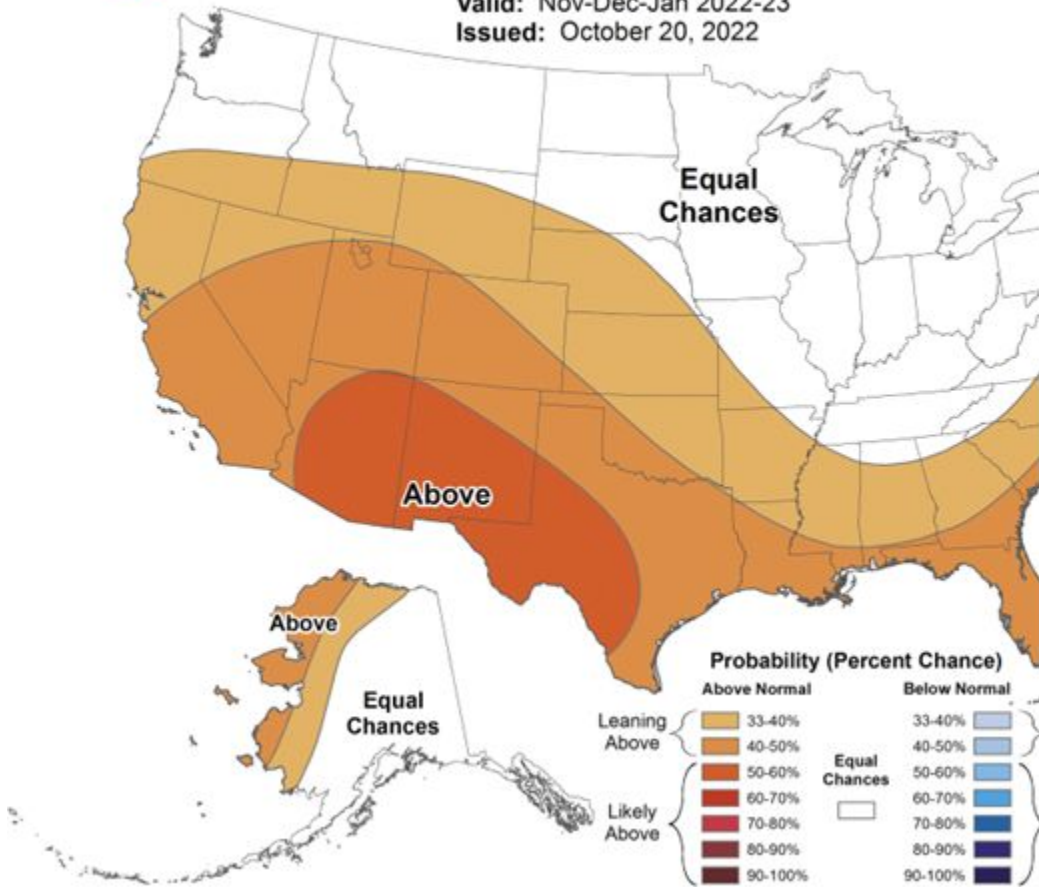 Valid: Nov-Dec-Jan 2022-23
Issued: October 20, 2022
Equal
Chances
Above
Above
Equal
Chances
Probability (Percent Chance)
Above Normal
Below Normal
Leaning
Above
33-40%
40-50%
Likely
Above
50-60%
60-70%
70-80%
80-90%
90-100%
Equal
Chances
33-40%
40-50%
50-60%
60-70%
70-80%
80-90%
90-100%